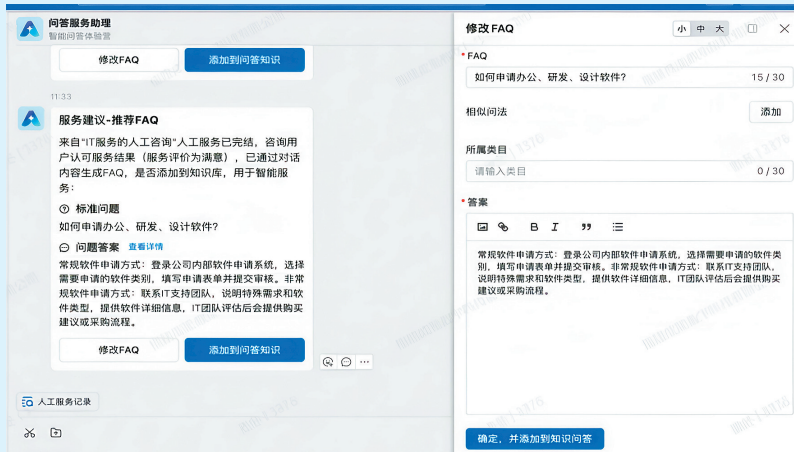 问答服务助理
智能问答体验营
修改FAQ
添加到问答知识
11:33
服务建议-推荐FAQ
来自“IT服务的人工咨询”人工服务已完结，咨询用
户认可服务结果（服务评价为满意），已通过对话
内容生成FAQ，是否添加到知识库，用于智能服
务：
标准问题
如何申请办公、研发、设计软件?
问题答案 查看详情
常规软件申请方式：登录公司内部软件申请系统，选择
需要申请的软件类别，填写申请表单并提交审核。非常
规软件申请方式：联系IT支持团队，说明特殊需求和软
件类型，提供软件详细信息，IT团队评估后会提供购买
建议或采购流程。
修改FAQ
添加到问答知识
人工服务记录
修改FAQ
小 中 大
* FAQ
如何申请办公、研发、设计软件?
15 / 30
相似问法
添加
所属类目
请输入类目
0 / 30
* 答案
B I
常规软件申请方式：登录公司内部软件申请系统，选择需要申请的软件类
别，填写申请表单并提交审核。非常规软件申请方式：联系IT支持团队，
说明特殊需求和软件类型，提供软件详细信息，IT团队评估后会提供购买
建议或采购流程。
确定，并添加到知识问答